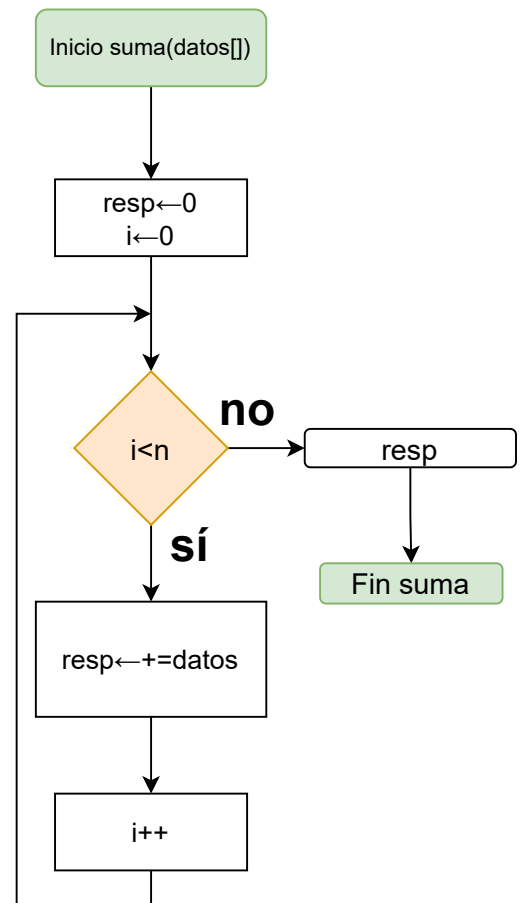 Inicio suma(datos[])
resp←0
i←0
i<n
no
resp
sí
Fin suma
resp←+=datos
i++